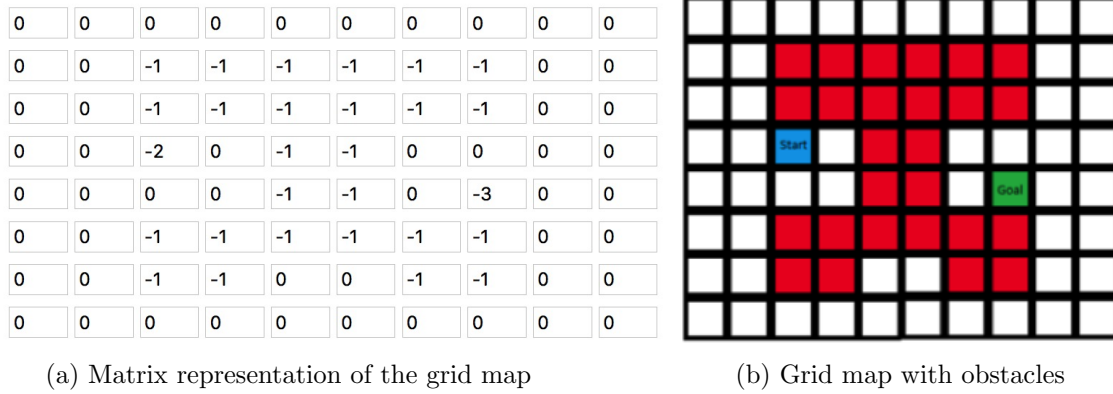 0 0 0 0 0 0 0 0 0 0
0 0 -1 -1 -1 -1 -1 -1 0 0
0 0 -1 -1 -1 -1 -1 -1 0 0
0 0 -2 0 -1 -1 0 0 0 0
0 0 0 0 -1 -1 0 -3 0 0
0 0 -1 -1 -1 -1 -1 -1 0 0
0 0 -1 -1 0 0 -1 -1 0 0
0 0 0 0 0 0 0 0 0 0
(a) Matrix representation of the grid map
Start
Goal
(b) Grid map with obstacles